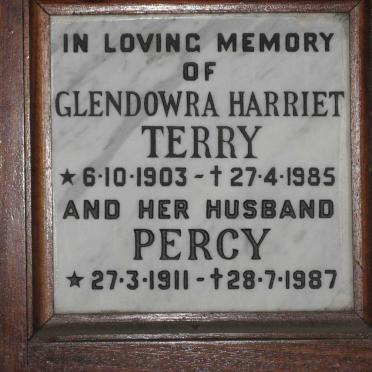 IN LOVING MEMORY
OF
GLENDOWRA HARRIET
TERRY
★ 6·10·1903 - † 27·4·1985
AND HER HUSBAND
PERCY
★ 27·3·1911 - † 28·7·1987